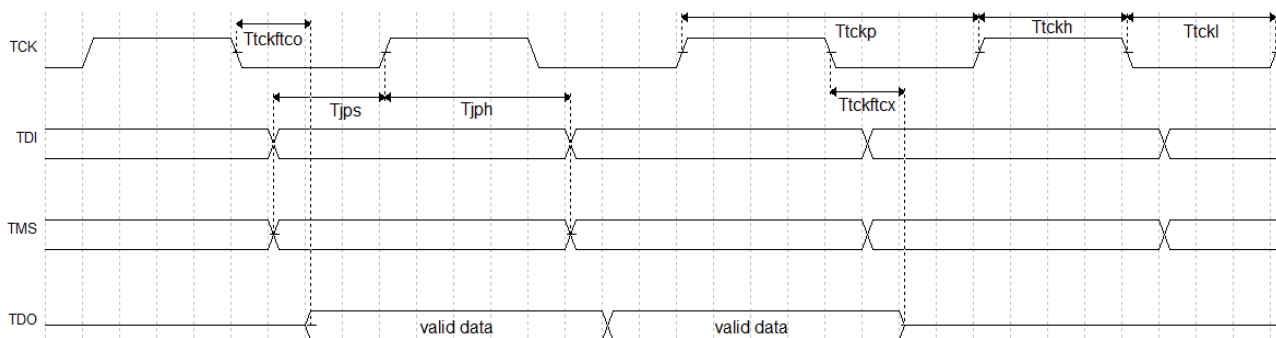 TCK
Ttckftco
Ttckp
Ttckh
Ttckl
Tjps
Tjph
Ttckftcx
TDI
TMS
TDO
valid data
valid data